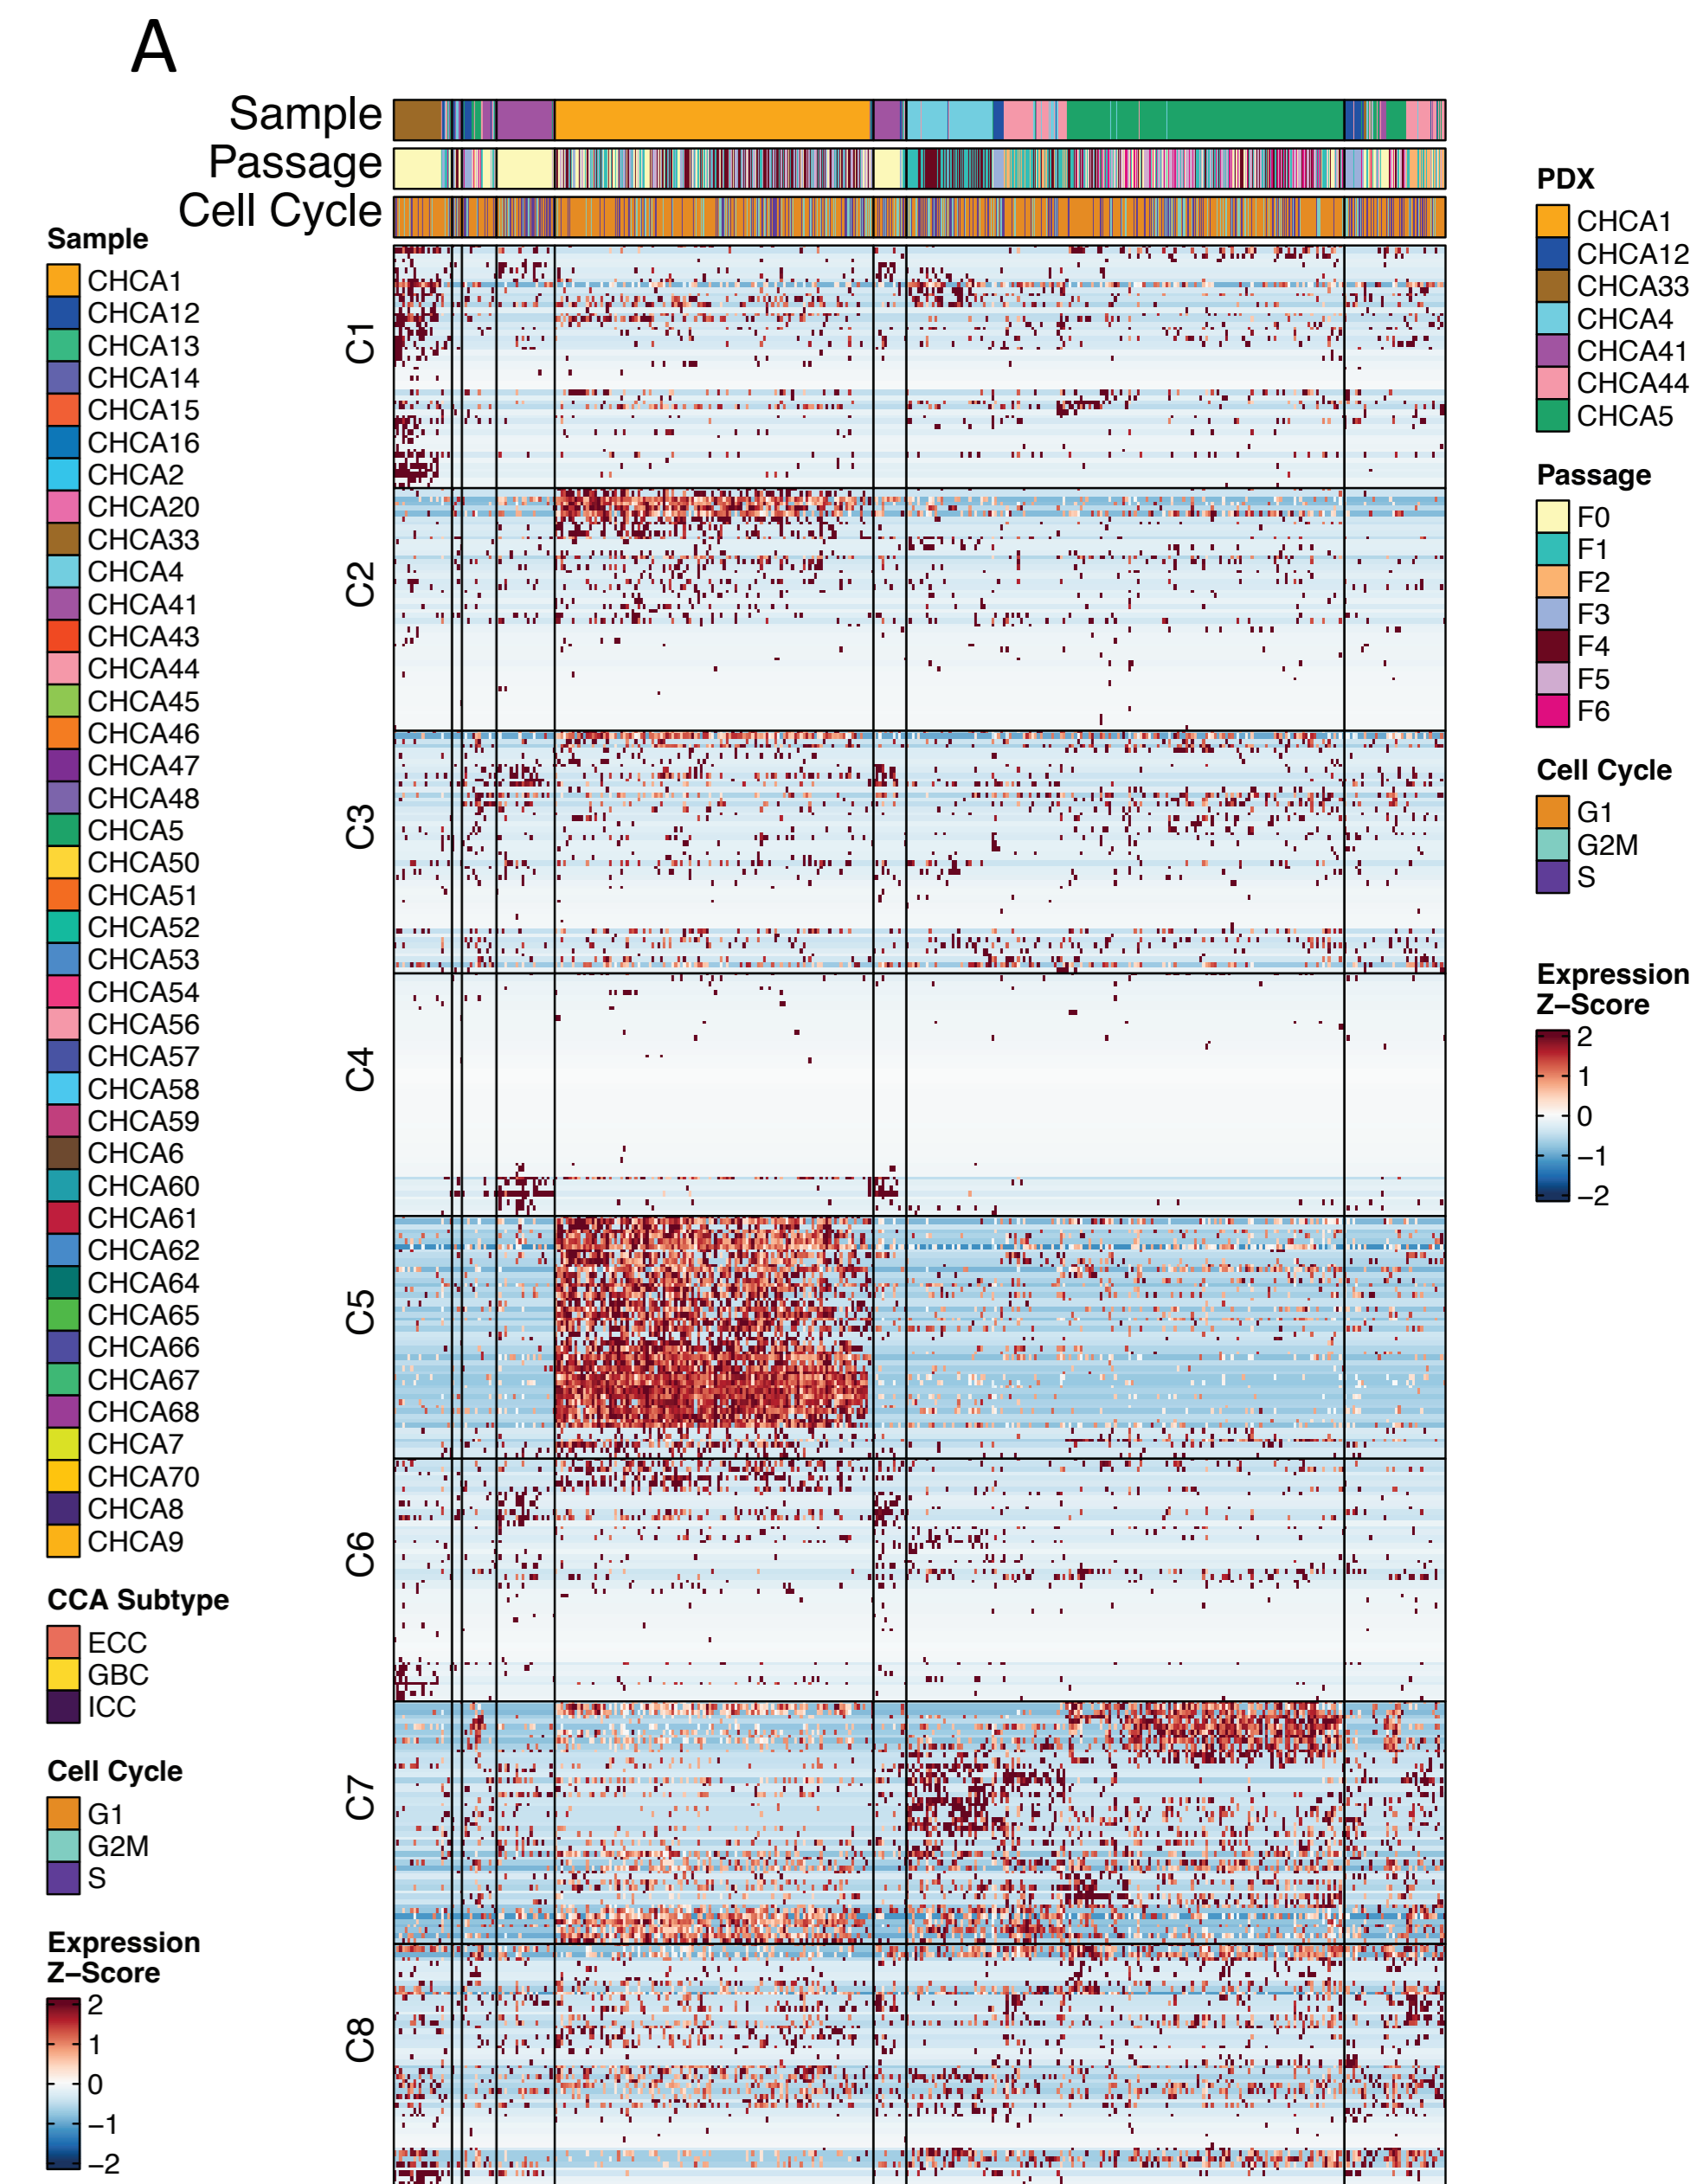 A
Sample
Passage
Cell Cycle
Sample
CHCA1
CHCA12
CHCA13
CHCA14
CHCA15
CHCA16
CHCA2
CHCA20
CHCA33
CHCA4
CHCA41
CHCA43
CHCA44
CHCA45
CHCA46
CHCA47
CHCA48
CHCA5
CHCA50
CHCA51
CHCA52
CHCA53
CHCA54
CHCA56
CHCA57
CHCA58
CHCA59
CHCA6
CHCA60
CHCA61
CHCA62
CHCA64
CHCA65
CHCA66
CHCA67
CHCA68
CHCA7
CHCA70
CHCA8
CHCA9
CCA Subtype
ECC
GBC
ICC
Cell Cycle
G1
G2M
S
Expression
Z−Score
2
1
0
−1
−2
C1
C2
C3
C4
C5
C6
C7
C8
PDX
CHCA1
CHCA12
CHCA33
CHCA4
CHCA41
CHCA44
CHCA5
Passage
F0
F1
F2
F3
F4
F5
F6
Cell Cycle
G1
G2M
S
Expression
Z−Score
2
1
0
−1
−2